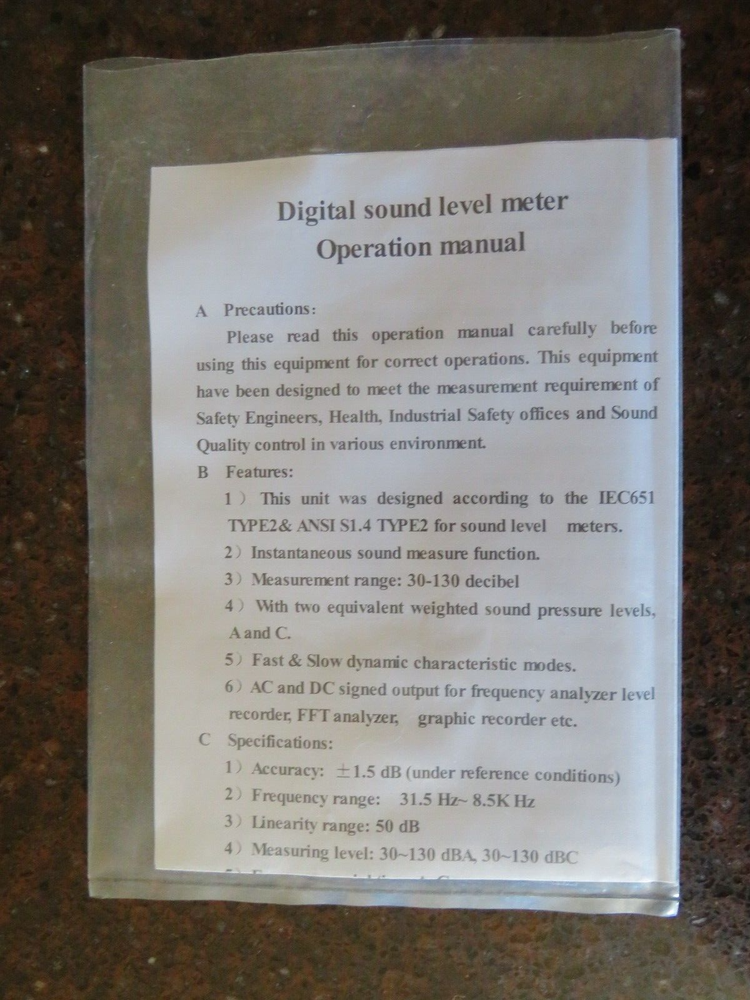 Digital sound level meter
Operation manual
A Precautions:
Please read this operation manual carefully before
using this equipment for correct operations. This equipment
have been designed to meet the measurement requirement of
Safety Engineers, Health, Industrial Safety offices and Sound
Quality control in various environment.
B Features:
1） This unit was designed according to the IEC651
TYPE2& ANSI S1.4 TYPE2 for sound level meters.
2）Instantaneous sound measure function.
3）Measurement range: 30-130 decibel
4）With two equivalent weighted sound pressure levels,
A and C.
5）Fast & Slow dynamic characteristic modes.
6）AC and DC signed output for frequency analyzer level
recorder, FFT analyzer, graphic recorder etc.
C Specifications:
1）Accuracy: ±1.5 dB (under reference conditions)
2）Frequency range: 31.5 Hz~ 8.5K Hz
3）Linearity range: 50 dB
4）Measuring level: 30~130 dBA, 30~130 dBC